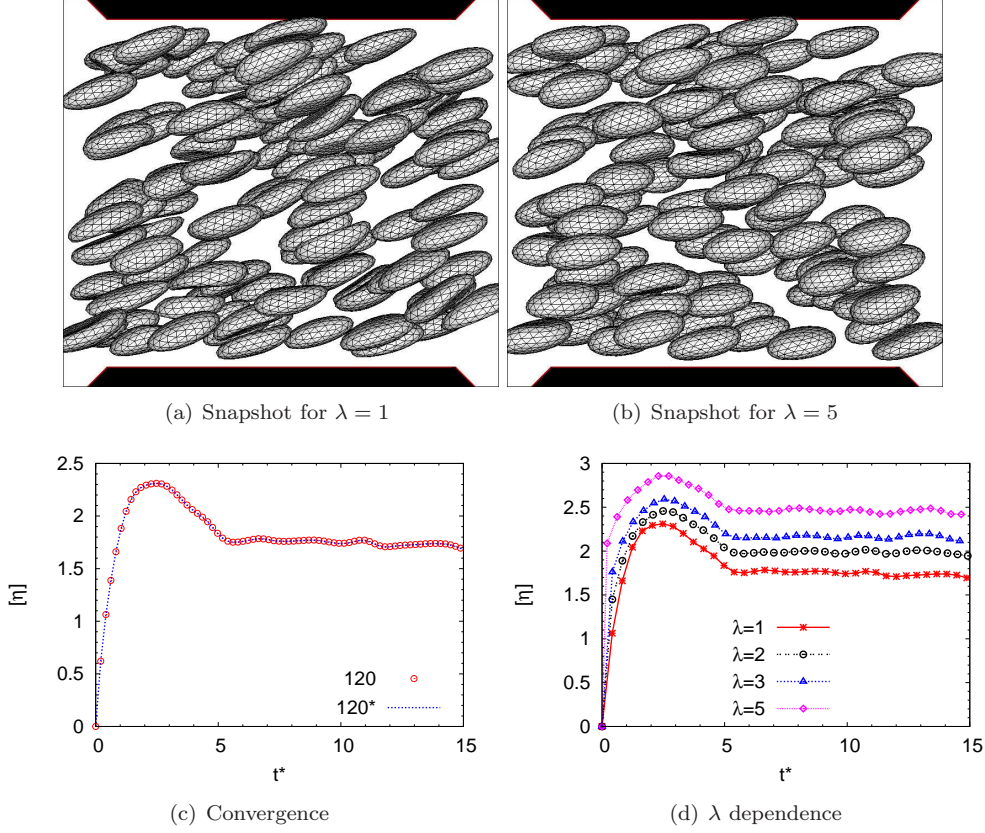 (a) Snapshot for λ = 1
(b) Snapshot for λ = 5
2.5
2
1.5
1
0.5
0
[η]
0
5
10
15
t*
120
120*
(c) Convergence
3
2.5
2
1.5
1
0.5
0
[η]
0
5
10
15
t*
λ=1
λ=2
λ=3
λ=5
(d) λ dependence